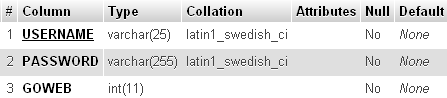 # Column Type Collation Attributes Null Default
1 USERNAME varchar(25) latin1_swedish_ci No None
2 PASSWORD varchar(255) latin1_swedish_ci No None
3 GOWEB int(11) No None